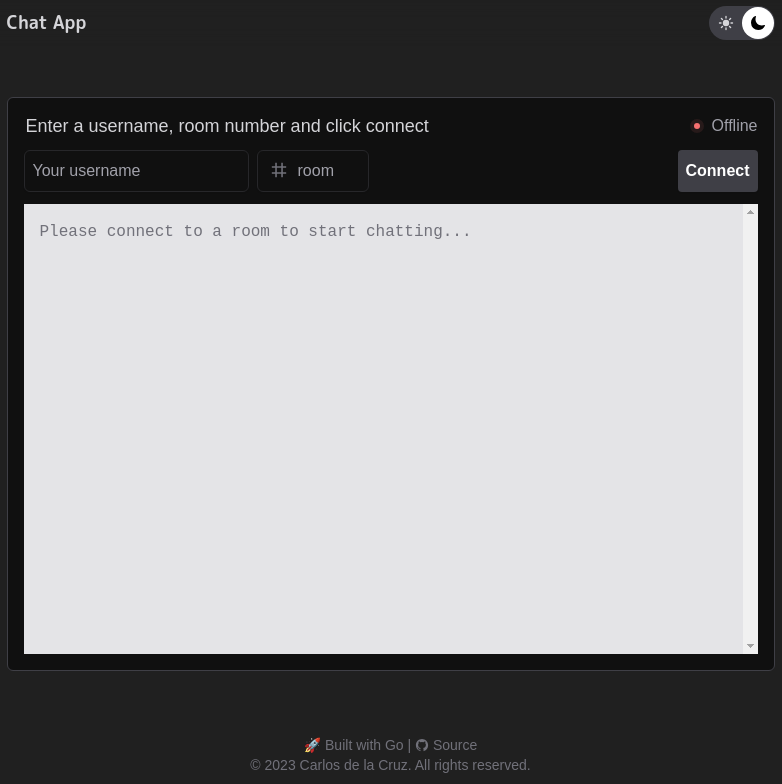 Chat App
Enter a username, room number and click connect
Offline
Your username
room
Connect
Please connect to a room to start chatting...
🚀 Built with Go | Source
© 2023 Carlos de la Cruz. All rights reserved.